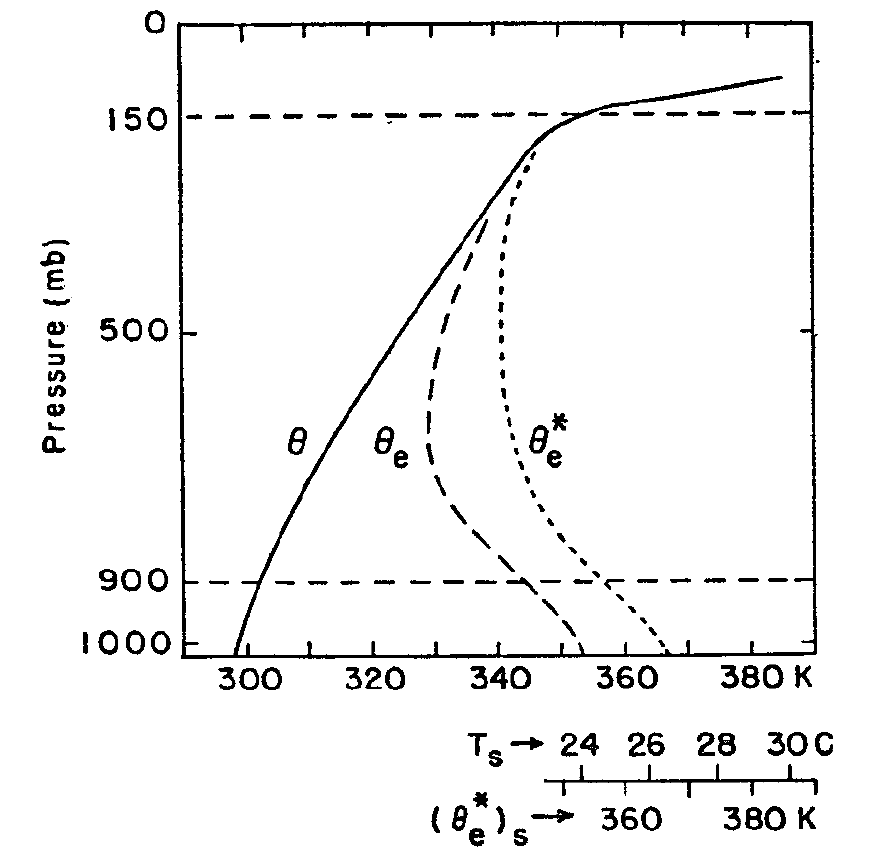 0
150
Pressure (mb)
500
θ θe θe*
900
1000
300 320 340 360 380 K
Ts → 24 26 28 30 C
(θe*)s → 360 380 K